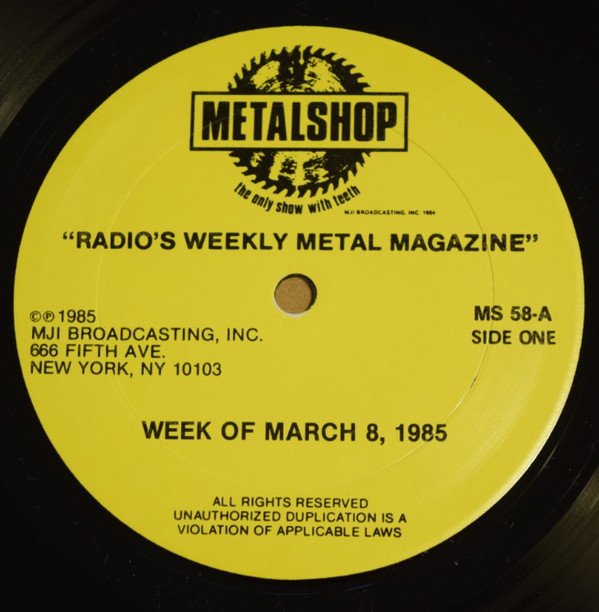 METALSHOP
the only show with teeth
MJI BROADCASTING, INC. 1984
"RADIO'S WEEKLY METAL MAGAZINE"
©℗ 1985
MJI BROADCASTING, INC.
666 FIFTH AVE.
NEW YORK, NY 10103
MS 58-A
SIDE ONE
WEEK OF MARCH 8, 1985
ALL RIGHTS RESERVED
UNAUTHORIZED DUPLICATION IS A
VIOLATION OF APPLICABLE LAWS